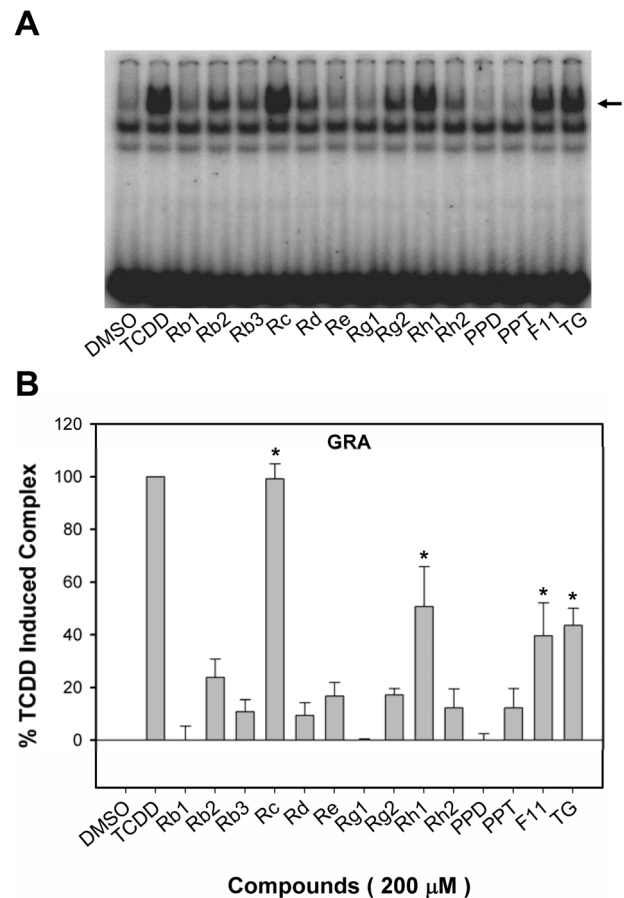 A
DMSO TCDD Rb1 Rb2 Rb3 Rc Rd Re Rg1 Rg2 Rh1 Rh2 PPD PPT F11 TG
B
GRA
% TCDD Induced Complex
120
100
80
60
40
20
0
*
*
*
*
DMSO TCDD Rb1 Rb2 Rb3 Rc Rd Re Rg1 Rg2 Rh1 Rh2 PPD PPT F11 TG
Compounds ( 200 μM )